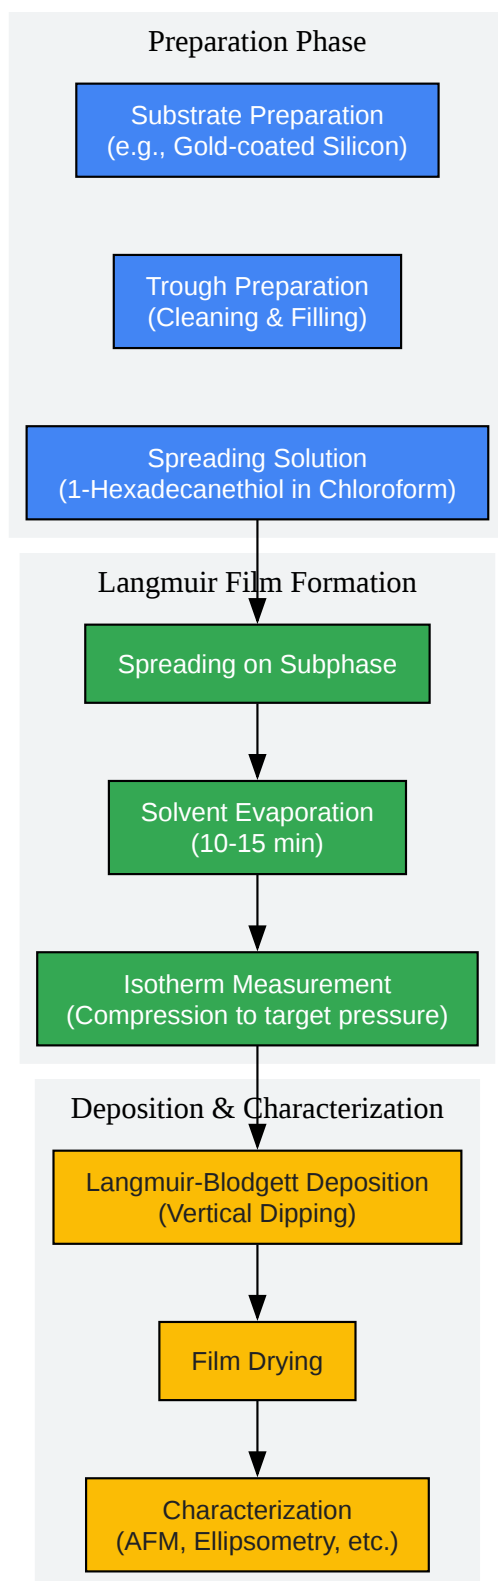 Preparation Phase
Substrate Preparation
(e.g., Gold-coated Silicon)
Trough Preparation
(Cleaning & Filling)
Spreading Solution
(1-Hexadecanethiol in Chloroform)
Langmuir Film Formation
Spreading on Subphase
Solvent Evaporation
(10-15 min)
Isotherm Measurement
(Compression to target pressure)
Deposition & Characterization
Langmuir-Blodgett Deposition
(Vertical Dipping)
Film Drying
Characterization
(AFM, Ellipsometry, etc.)